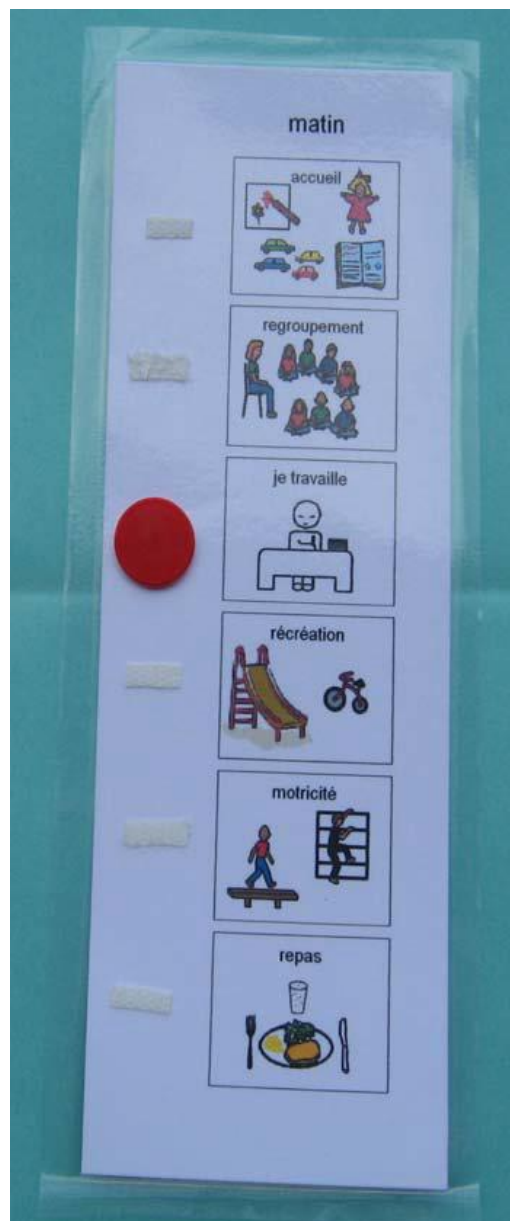 matin
accueil
regroupement
je travaille
récréation
motricité
repas